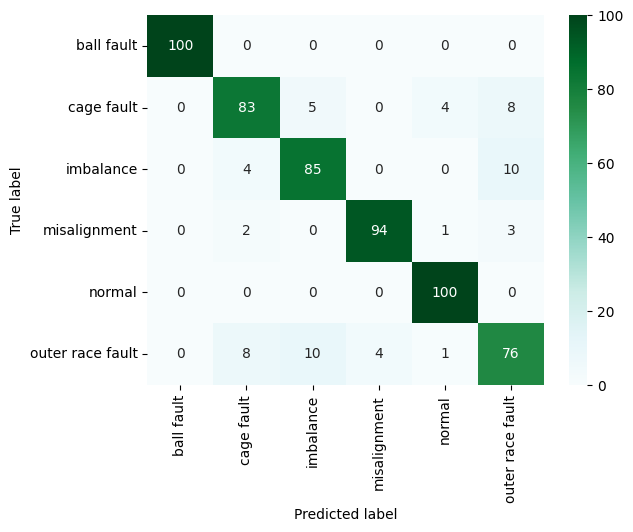 ball fault 100 0 0 0 0 0
cage fault 0 83 5 0 4 8
imbalance 0 4 85 0 0 10
misalignment 0 2 0 94 1 3
normal 0 0 0 0 100 0
outer race fault 0 8 10 4 1 76
True label
ball fault
cage fault
imbalance
misalignment
normal
outer race fault
Predicted label
100
80
60
40
20
0